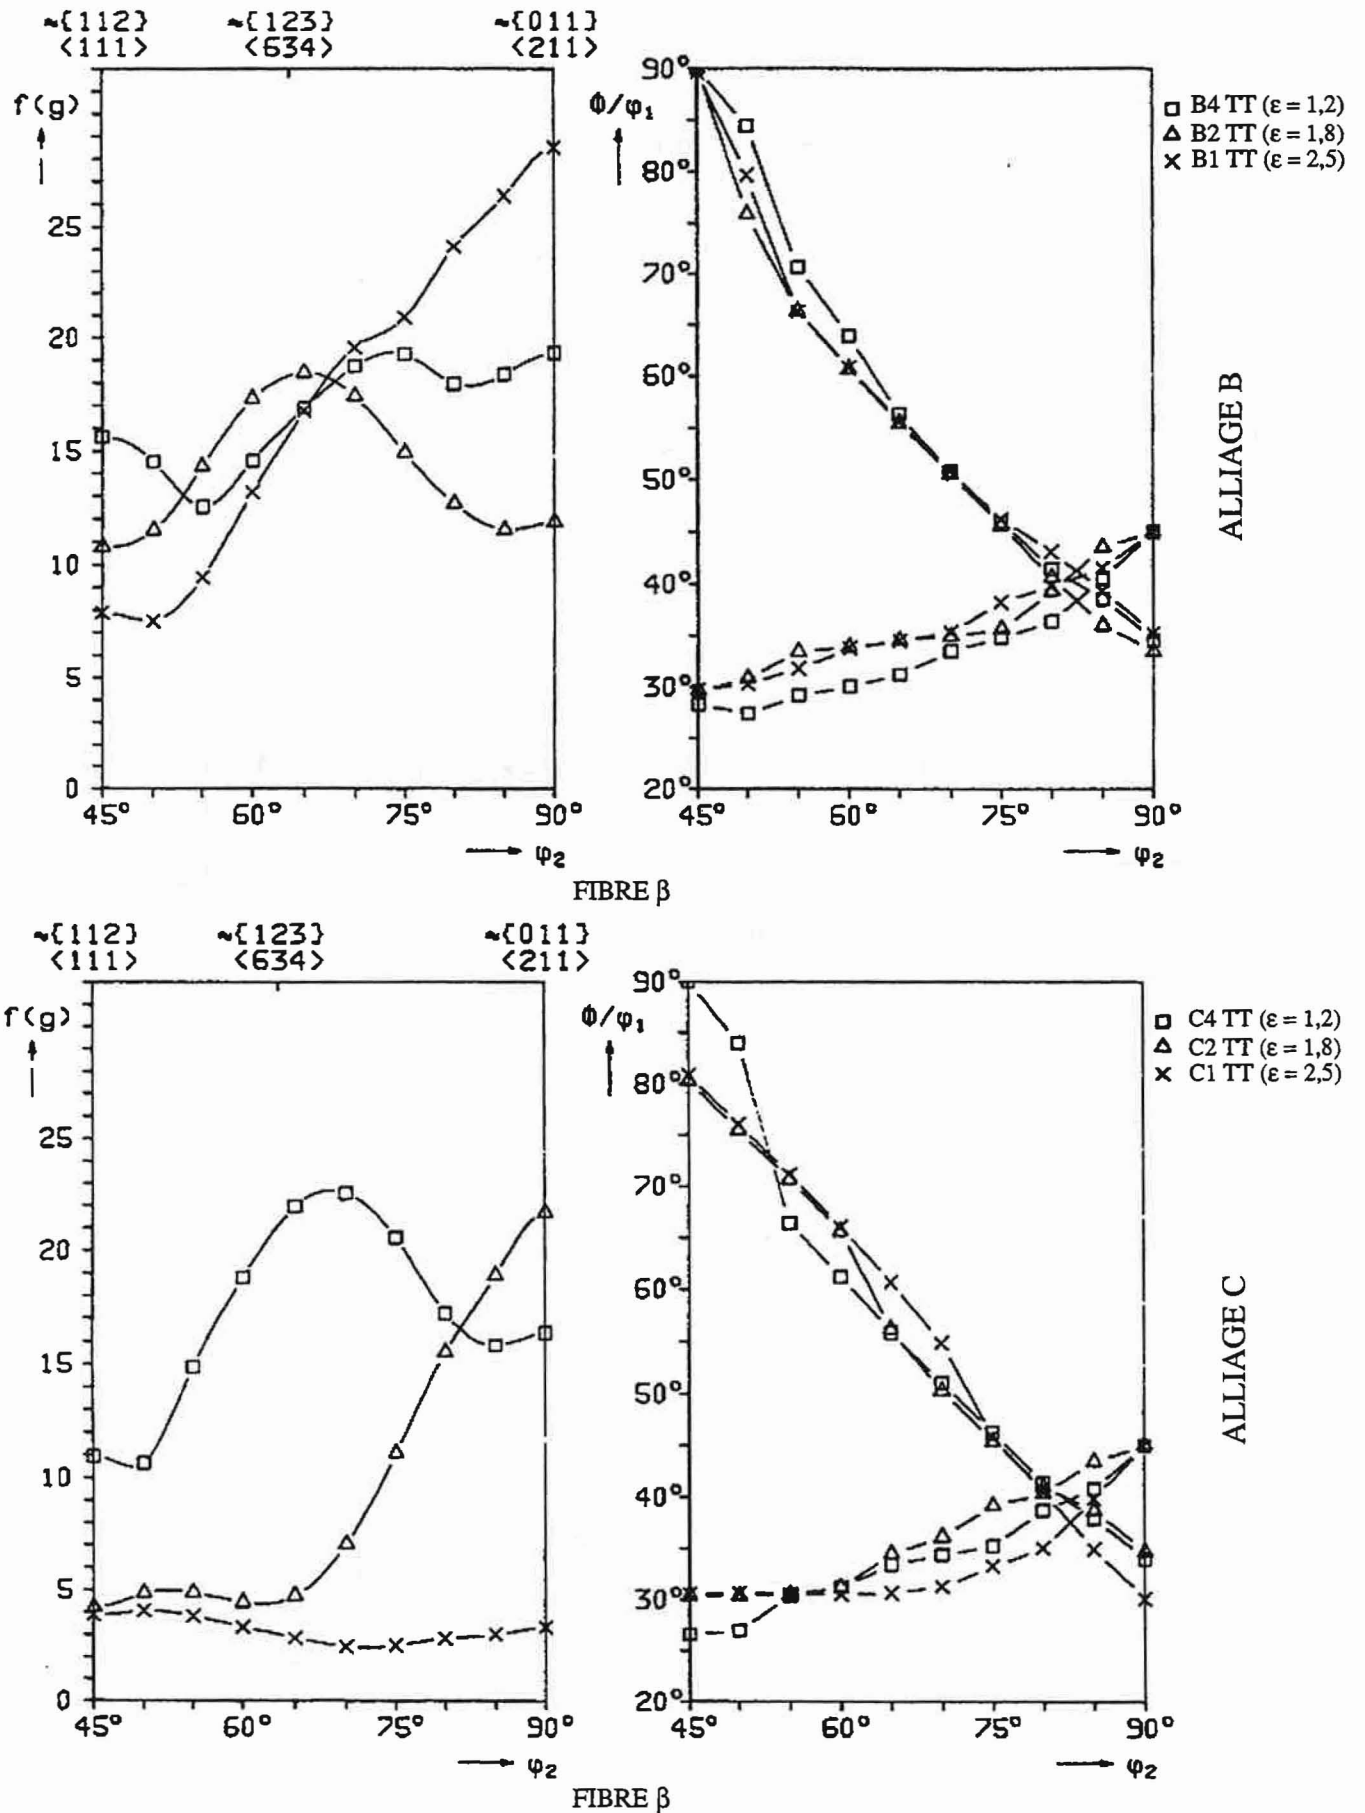 ≈{112} ≈{123} ~{011}
<111> <634> <211>
f(g)
25
20
15
10
5
0
45° 60° 75° 90°
→ φ₂
Φ/φ₁
90°
80°
70°
60°
50°
40°
30°
20°
45° 60° 75° 90°
→ φ₂
□ B4 TT (ε = 1,2)
△ B2 TT (ε = 1,8)
× B1 TT (ε = 2,5)
ALLIAGE B
FIBRE β
≈{112} ~{123} ≈{011}
<111> <634> <211>
f(g)
25
20
15
10
5
0
45° 60° 75° 90°
→ φ₂
Φ/φ₁
90°
80°
70°
60°
50°
40°
30°
20°
45° 60° 75° 90°
→ φ₂
□ C4 TT (ε = 1,2)
△ C2 TT (ε = 1,8)
× C1 TT (ε = 2,5)
ALLIAGE C
FIBRE β